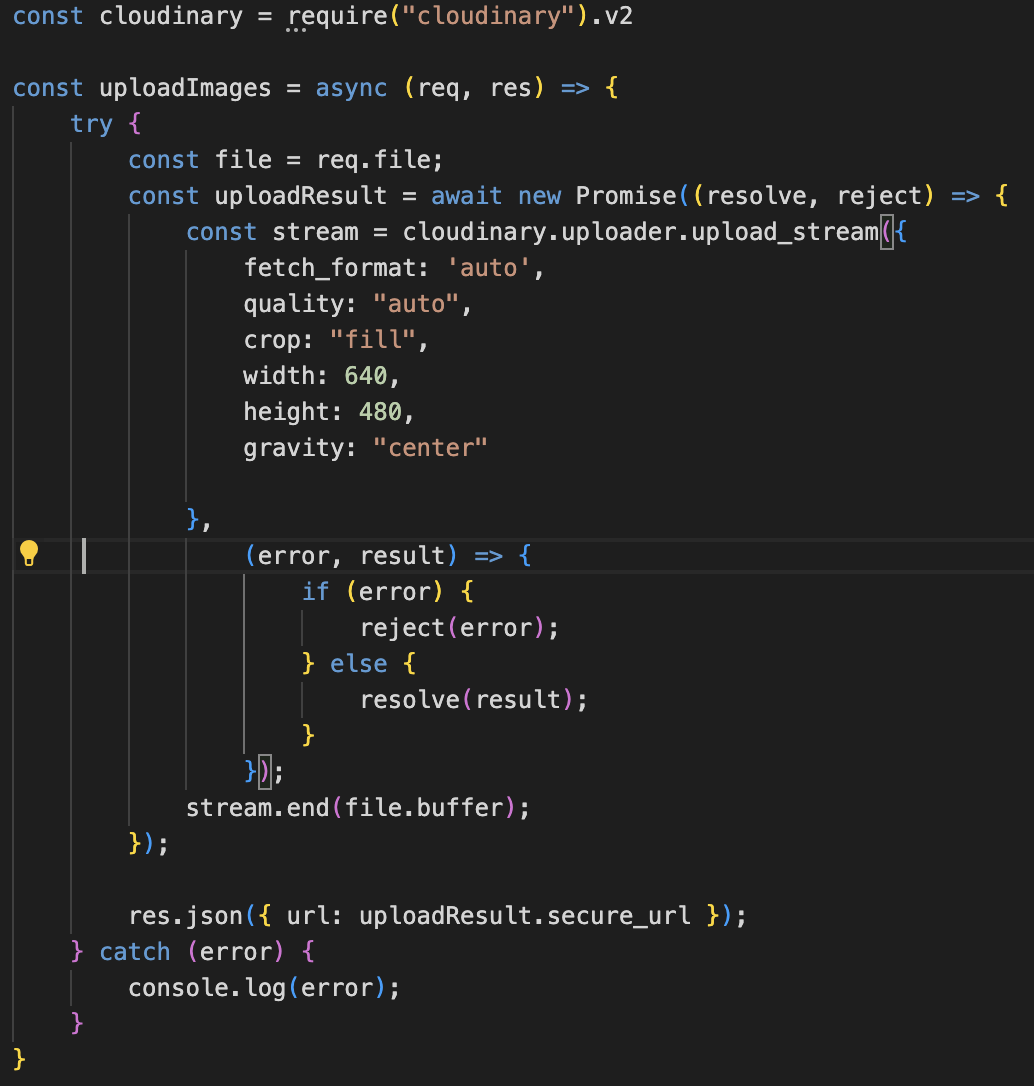 const cloudinary = require("cloudinary").v2
const uploadImages = async (req, res) => {
try {
const file = req.file;
const uploadResult = await new Promise((resolve, reject) => {
const stream = cloudinary.uploader.upload_stream({
fetch_format: 'auto',
quality: "auto",
crop: "fill",
width: 640,
height: 480,
gravity: "center"
},
(error, result) => {
if (error) {
reject(error);
} else {
resolve(result);
}
});
stream.end(file.buffer);
});
res.json({ url: uploadResult.secure_url });
} catch (error) {
console.log(error);
}
}